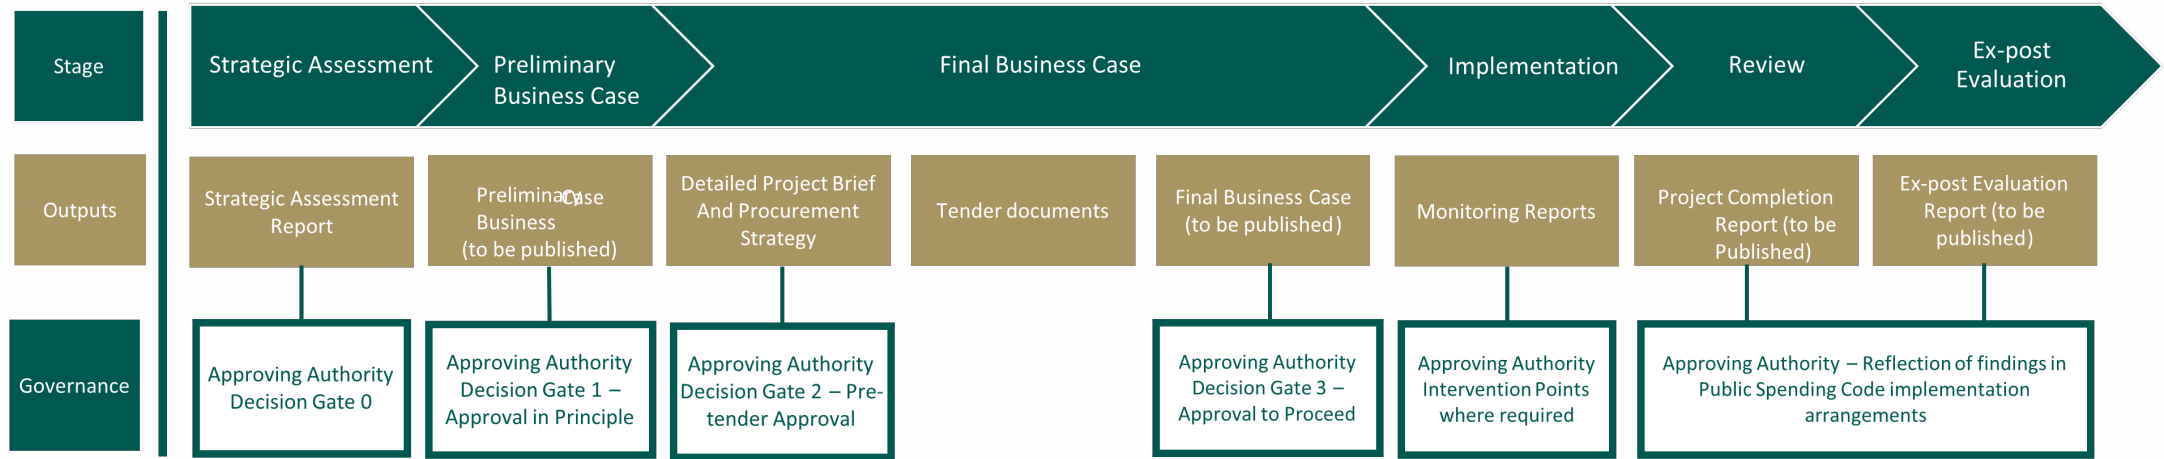 Stage
Strategic Assessment
Preliminary
Business Case
Final Business Case
Implementation
Review
Ex-post
Evaluation
Outputs
Strategic Assessment
Report
Preliminary Case
Business
(to be published)
Detailed Project Brief
And Procurement
Strategy
Tender documents
Final Business Case
(to be published)
Monitoring Reports
Project Completion
Report (to be
Published)
Ex-post Evaluation
Report (to be
published)
Governance
Approving Authority
Decision Gate 0
Approving Authority
Decision Gate 1 –
Approval in Principle
Approving Authority
Decision Gate 2 – Pre-
tender Approval
Approving Authority
Decision Gate 3 –
Approval to Proceed
Approving Authority
Intervention Points
where required
Approving Authority – Reflection of findings in
Public Spending Code implementation
arrangements